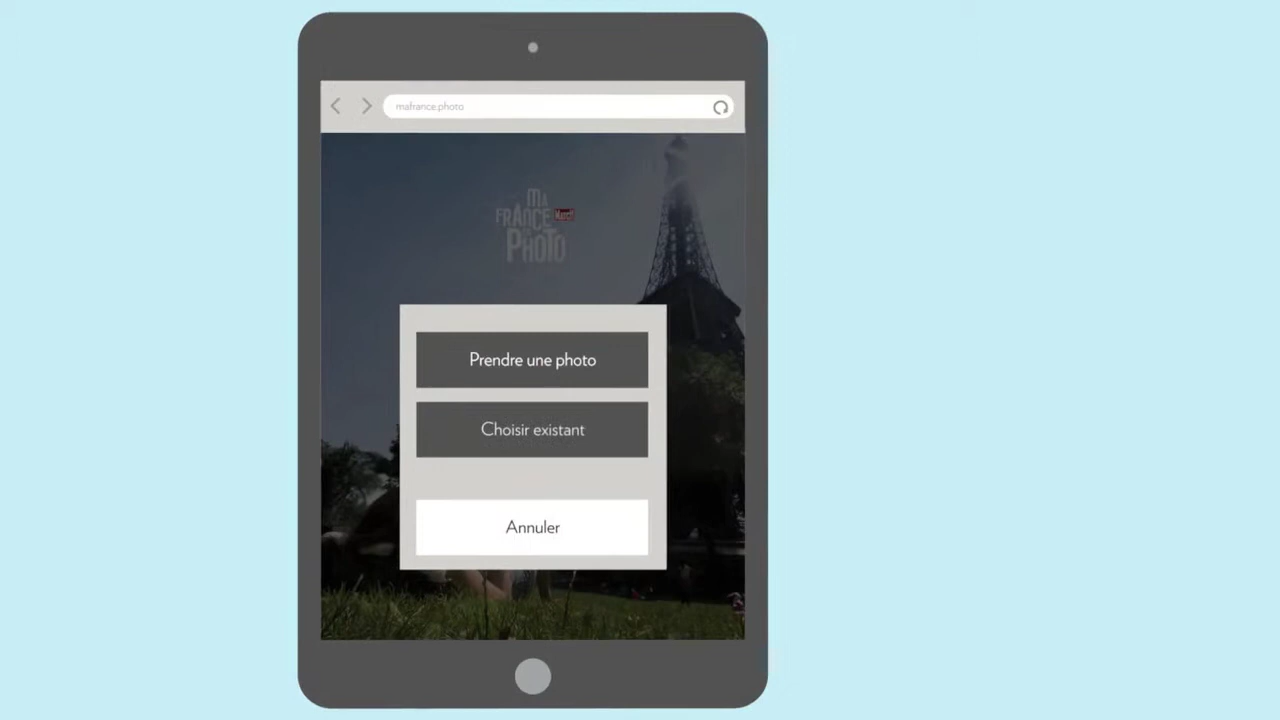 mafrance.photo
MA
FRANCE
PHOTO
Prendre une photo
Choisir existant
Annuler